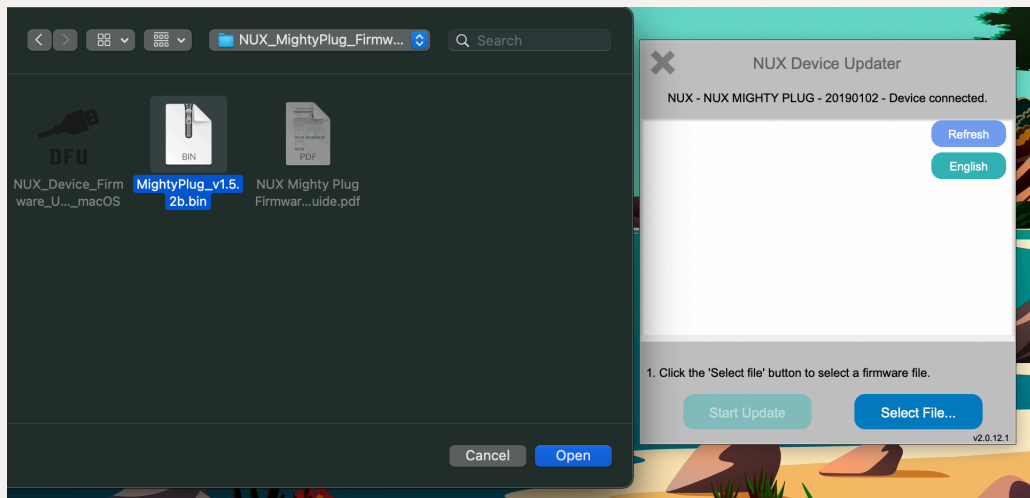 NUX_MightyPlug_Firmw...
Search
DFU
NUX_Device_Firm
ware_U..._macOS
BIN
MightyPlug_v1.5.
2b.bin
PDF
NUX Mighty Plug
Firmwar...uide.pdf
Cancel
Open
NUX Device Updater
NUX - NUX MIGHTY PLUG - 20190102 - Device connected.
Refresh
English
1. Click the 'Select file' button to select a firmware file.
Start Update
Select File...
v2.0.12.1